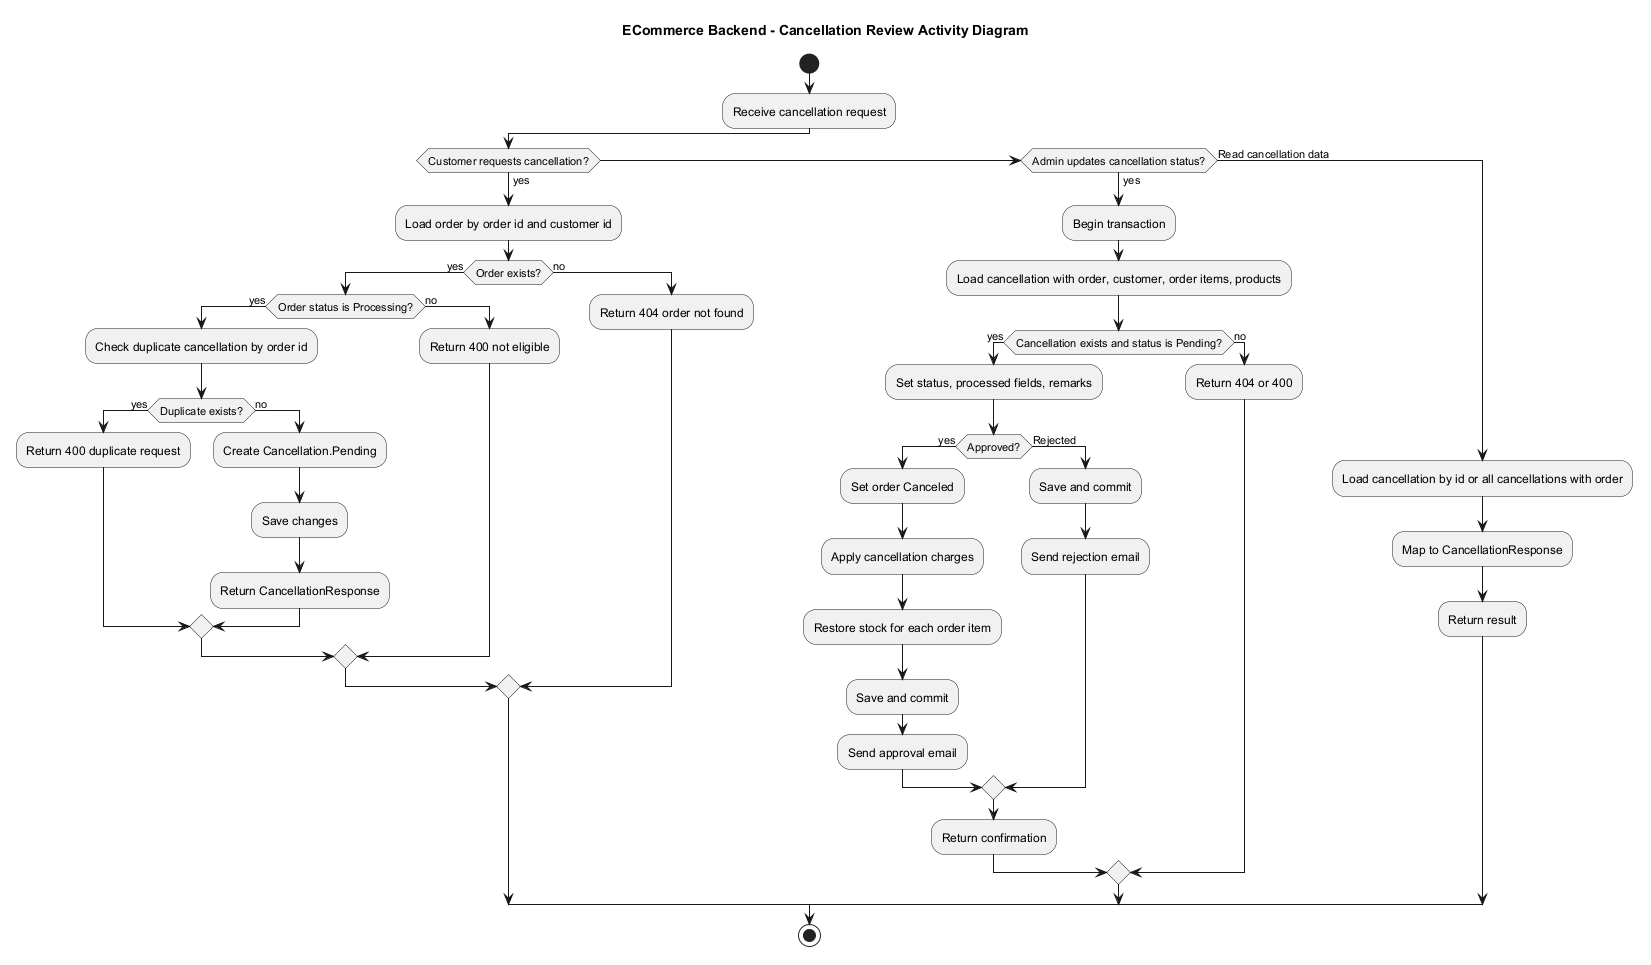 ECommerce Backend - Cancellation Review Activity Diagram
Receive cancellation request
Customer requests cancellation?
Admin updates cancellation status?
Read cancellation data
yes
yes
Load order by order id and customer id
Begin transaction
yes
Order exists?
no
Load cancellation with order, customer, order items, products
yes
Order status is Processing?
no
Return 404 order not found
Check duplicate cancellation by order id
Return 400 not eligible
yes
Cancellation exists and status is Pending?
no
Set status, processed fields, remarks
Return 404 or 400
yes
Duplicate exists?
no
Return 400 duplicate request
Create Cancellation.Pending
yes
Approved?
Rejected
Set order Canceled
Save and commit
Load cancellation by id or all cancellations with order
Save changes
Apply cancellation charges
Send rejection email
Map to CancellationResponse
Return CancellationResponse
Restore stock for each order item
Return result
Save and commit
Send approval email
Return confirmation